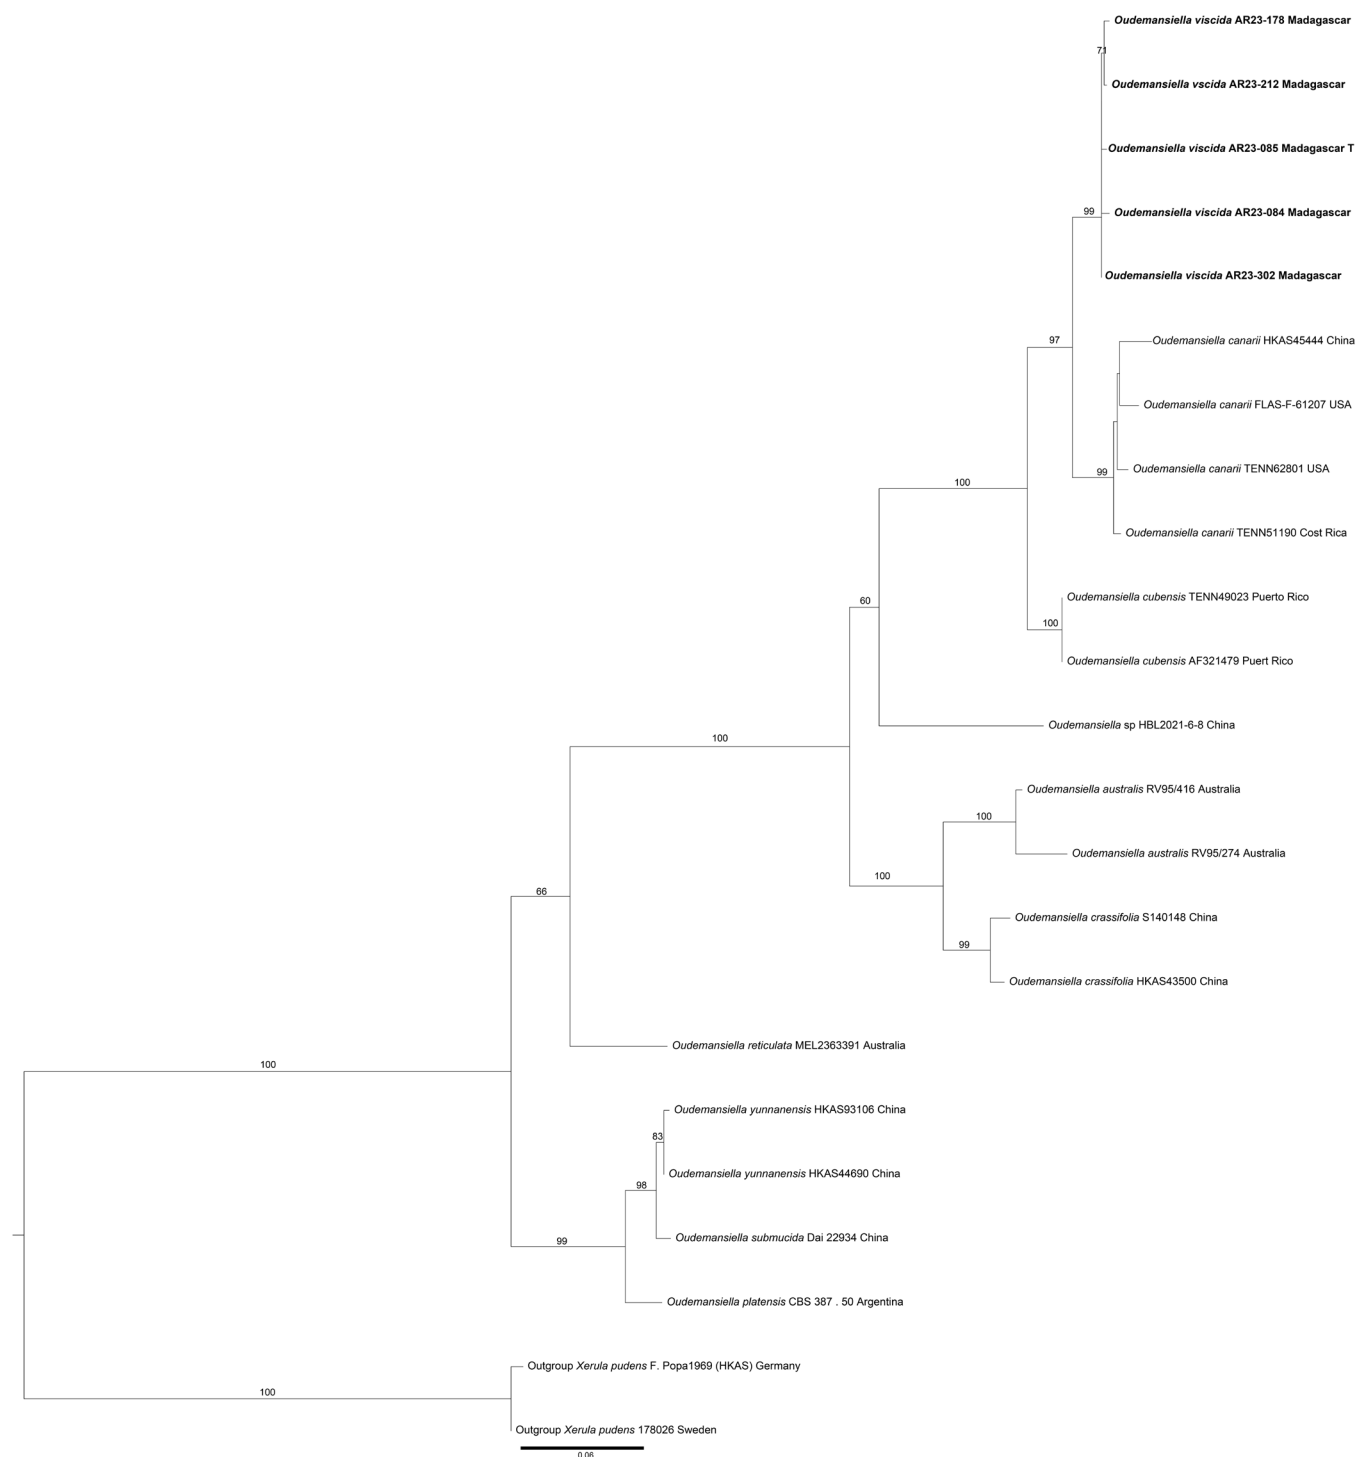 Oudemansiella viscida AR23-178 Madagascar
71
Oudemansiella vscida AR23-212 Madagascar
Oudemansiella viscida AR23-085 Madagascar T
99
Oudemansiella viscida AR23-084 Madagascar
Oudemansiella viscida AR23-302 Madagascar
97
Oudemansiella canarii HKAS45444 China
Oudemansiella canarii FLAS-F-61207 USA
Oudemansiella canarii TENN62801 USA
99
100
Oudemansiella canarii TENN51190 Cost Rica
60
Oudemansiella cubensis TENN49023 Puerto Rico
100
Oudemansiella cubensis AF321479 Puert Rico
Oudemansiella sp HBL2021-6-8 China
100
Oudemansiella australis RV95/416 Australia
100
Oudemansiella australis RV95/274 Australia
100
66
Oudemansiella crassifolia S140148 China
99
Oudemansiella crassifolia HKAS43500 China
Oudemansiella reticulata MEL2363391 Australia
100
Oudemansiella yunnanensis HKAS93106 China
83
Oudemansiella yunnanensis HKAS44690 China
98
Oudemansiella submucida Dai 22934 China
99
Oudemansiella platensis CBS 387 . 50 Argentina
Outgroup Xerula pudens F. Popa1969 (HKAS) Germany
100
Outgroup Xerula pudens 178026 Sweden
0.06